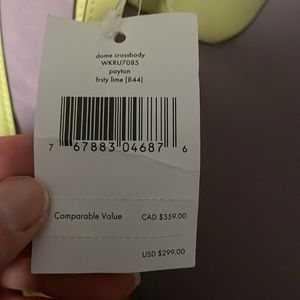 dome crossbody
WKRU7085
payton
frsty lime (844)
7 67883 04687 6
Comparable Value CAD $359.00
USD $299.00